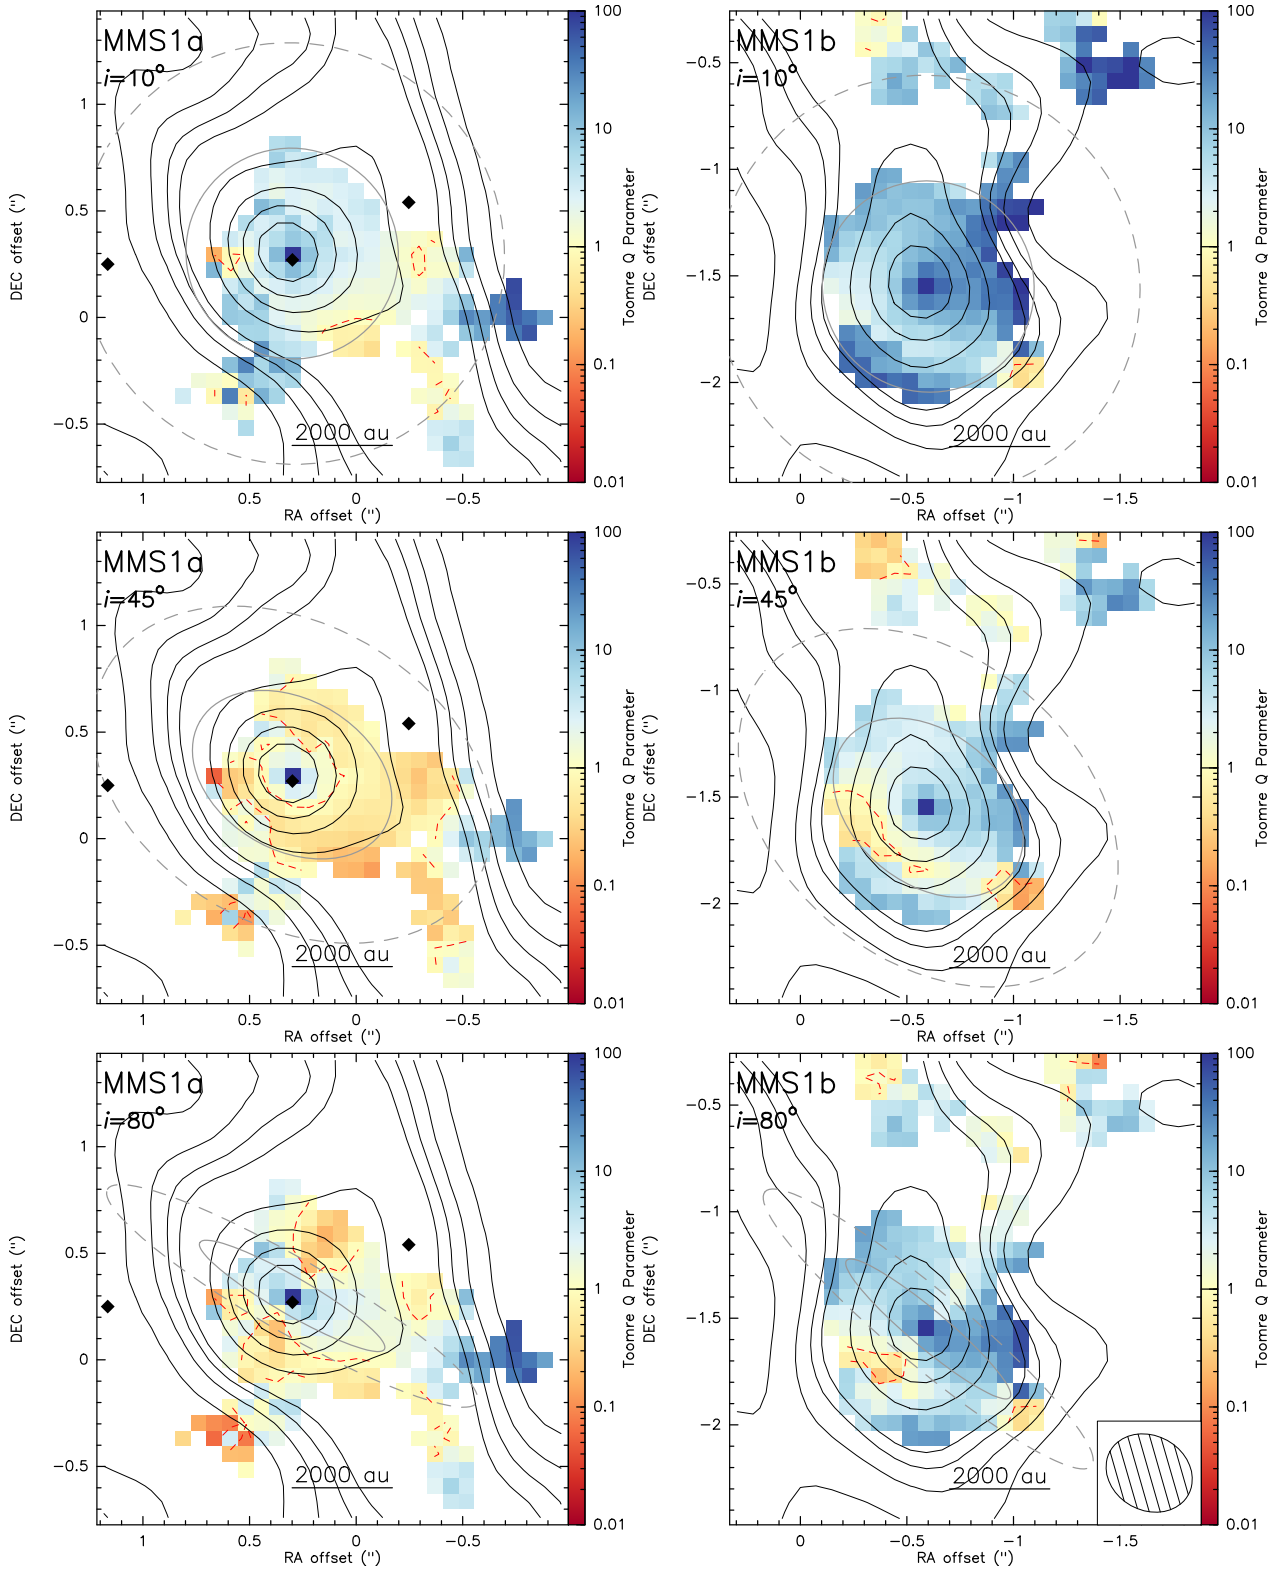 MMS1a
i=10°
1
0.5
0
−0.5
DEC offset (")
1
0.5
0
−0.5
RA offset (")
2000 au
100
10
1
0.1
0.01
Toomre Q Parameter
MMS1b
i=10°
−0.5
−1
−1.5
−2
DEC offset (")
0
−0.5
−1
−1.5
RA offset (")
2000 au
100
10
1
0.1
0.01
Toomre Q Parameter
MMS1a
i=45°
1
0.5
0
−0.5
DEC offset (")
1
0.5
0
−0.5
RA offset (")
2000 au
100
10
1
0.1
0.01
Toomre Q Parameter
MMS1b
i=45°
−0.5
−1
−1.5
−2
DEC offset (")
0
−0.5
−1
−1.5
RA offset (")
2000 au
100
10
1
0.1
0.01
Toomre Q Parameter
MMS1a
i=80°
1
0.5
0
−0.5
DEC offset (")
1
0.5
0
−0.5
RA offset (")
2000 au
100
10
1
0.1
0.01
Toomre Q Parameter
MMS1b
i=80°
−0.5
−1
−1.5
−2
DEC offset (")
0
−0.5
−1
−1.5
RA offset (")
2000 au
100
10
1
0.1
0.01
Toomre Q Parameter